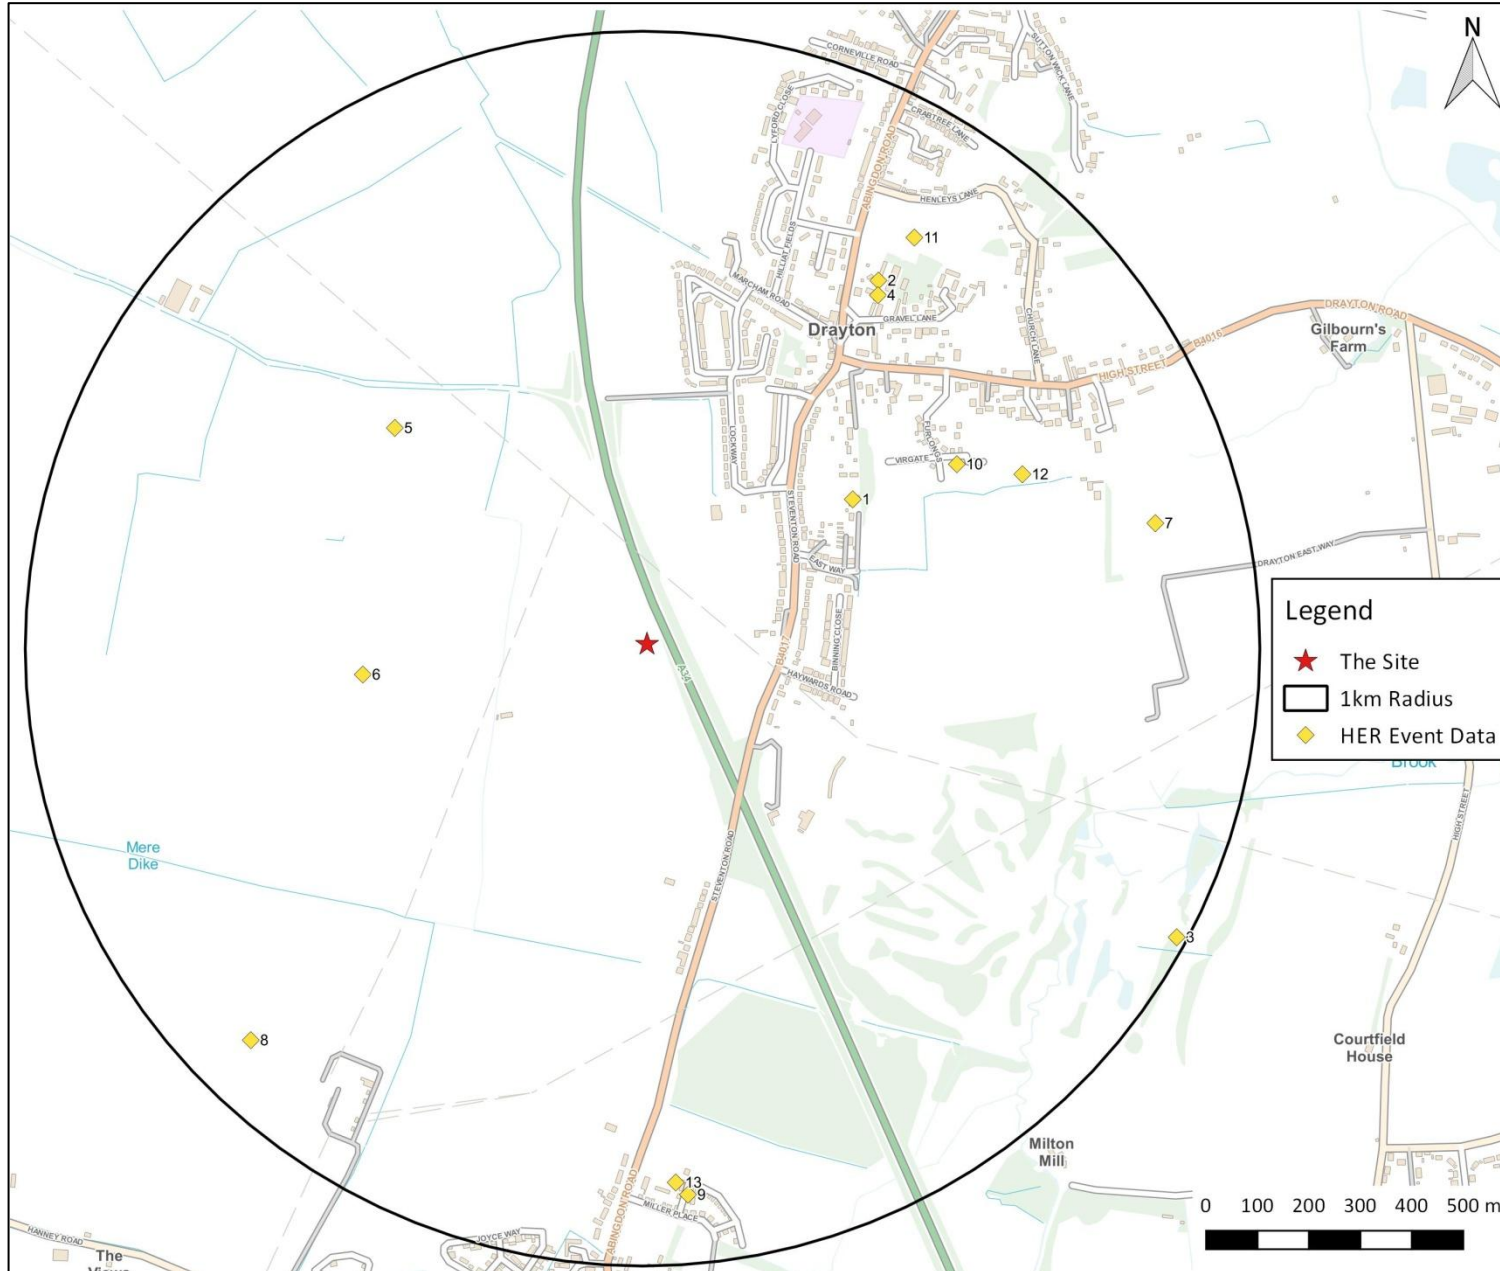 N
CORNEVILLE ROAD
SUTTON WICK LANE
LYFORD CLOSE
CRABTREE LANE
ABINGDON ROAD
HENLEYS LANE
11
HILLIAT FIELDS
2
MARCHAM ROAD
4
GRAVEL LANE
Drayton
CHURCH LANE
DRAYTON ROAD
B4016
Gilbourn's
Farm
HIGH STREET
5
LOCKWAY
FURLONGS
VIRGATE
10
12
1
STEVENTON ROAD
7
EAST WAY
DRAYTON EAST WAY
Legend
The Site
1km Radius
HER Event Data
BINNING CLOSE
B4017
A34
6
HAYWARDS ROAD
Brook
HIGH STREET
Mere
Dike
STEVENTON ROAD
3
8
Courtfield
House
Milton
Mill
13
9
MILLER PLACE
ABINGDON ROAD
JOYCE WAY
HANNEY ROAD
The
0 100 200 300 400 500 m